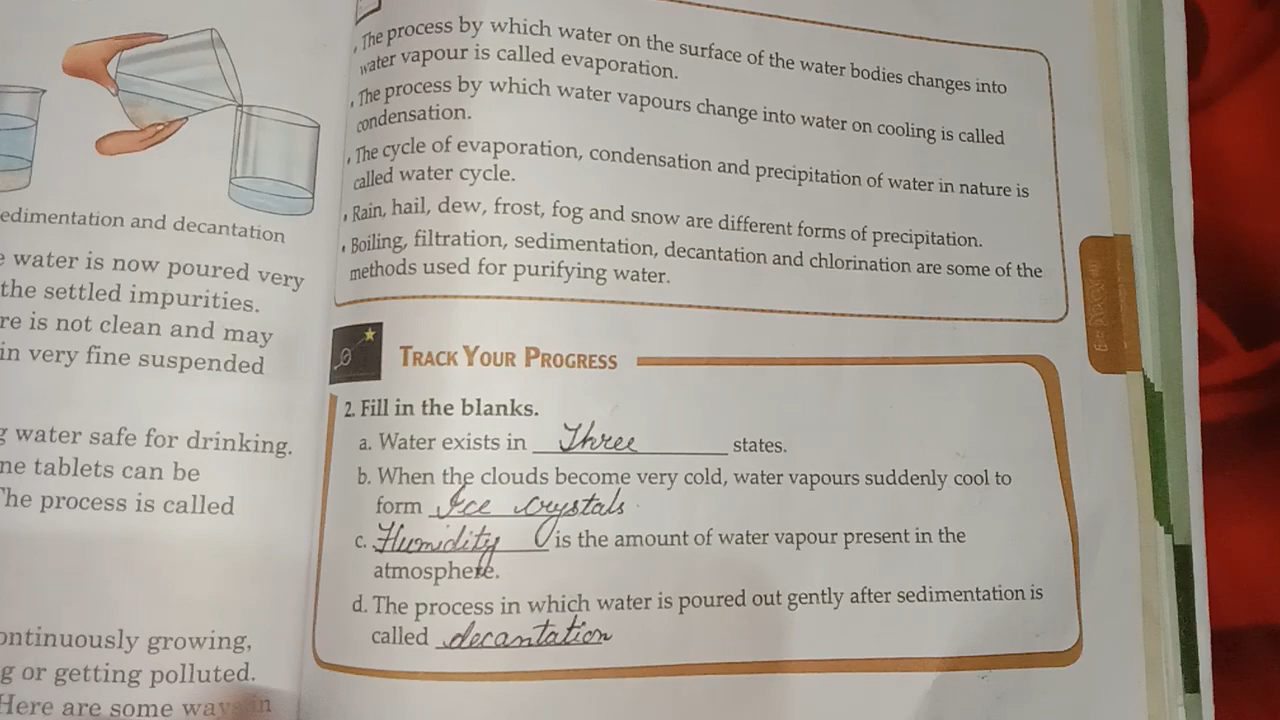 edimentation and decantation
water is now poured very
the settled impurities.
re is not clean and may
in very fine suspended
g water safe for drinking.
ne tablets can be
The process is called
ontinuously growing,
g or getting polluted.
Here are some ways in
The process by which water on the surface of the water bodies changes into
water vapour is called evaporation.
The process by which water vapours change into water on cooling is called
condensation.
The cycle of evaporation, condensation and precipitation of water in nature is
called water cycle.
Rain, hail, dew, frost, fog and snow are different forms of precipitation.
Boiling, filtration, sedimentation, decantation and chlorination are some of the
methods used for purifying water.
TRACK YOUR PROGRESS
2. Fill in the blanks.
a. Water exists in Three states.
b. When the clouds become very cold, water vapours suddenly cool to
form Ice crystals.
c. Humidity is the amount of water vapour present in the
atmosphere.
d. The process in which water is poured out gently after sedimentation is
called decantation